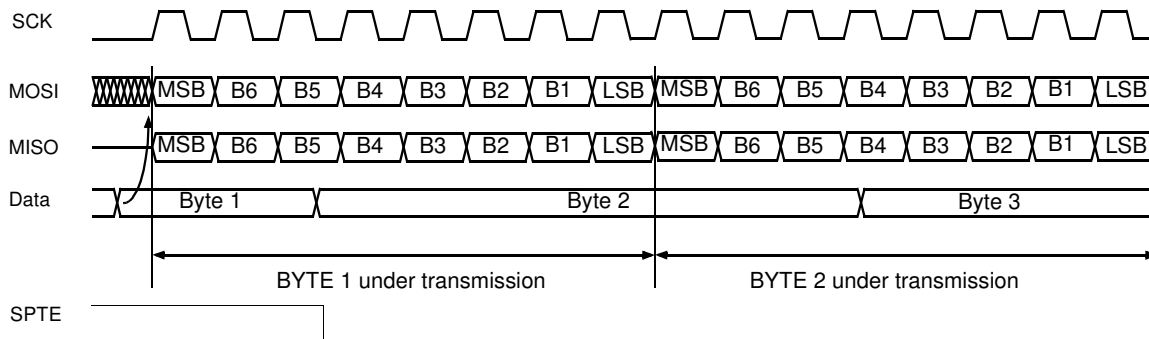 SCK
MOSI MSB B6 B5 B4 B3 B2 B1 LSB MSB B6 B5 B4 B3 B2 B1 LSB
MISO MSB B6 B5 B4 B3 B2 B1 LSB MSB B6 B5 B4 B3 B2 B1 LSB
Data Byte 1 Byte 2 Byte 3
BYTE 1 under transmission BYTE 2 under transmission
SPTE